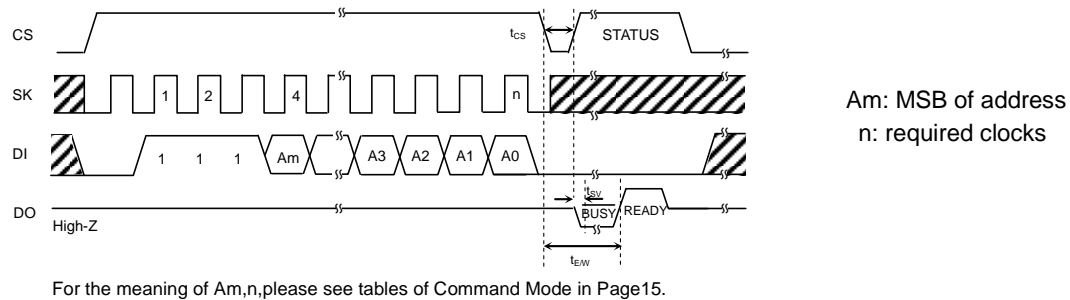 CS tCS STATUS
SK 1 2 4 n
DI 1 1 1 Am A3 A2 A1 A0
tSV
DO BUSY READY
High-Z
tE/W
Am: MSB of address
n: required clocks
For the meaning of Am,n,please see tables of Command Mode in Page15.